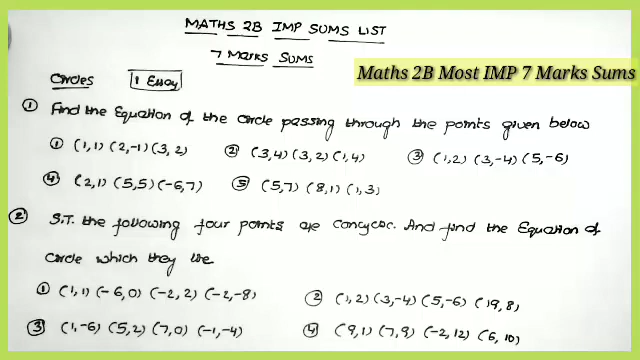 MATHS 2B IMP SUMS LIST
7 Marks SUMS
Maths 2B Most IMP 7 Marks Sums
Circles 1 Essay
① Find the Equation of the circle passing through the points given below
① (1,1) (2,-1) (3,2) ② (3,4) (3,2) (1,4) ③ (1,2) (3,-4) (5,-6)
④ (2,1) (5,5) (-6,7) ⑤ (5,7) (8,1) (1,3)
② S.T. the following four points are concyclic. And find the Equation of
circle which they lie
① (1,1) (-6,0) (-2,2) (-2,-8) ② (1,2) (3,-4) (5,-6) (19,8)
③ (1,-6) (5,2) (7,0) (-1,-4) ④ (9,1) (7,9) (-2,12) (6,10)